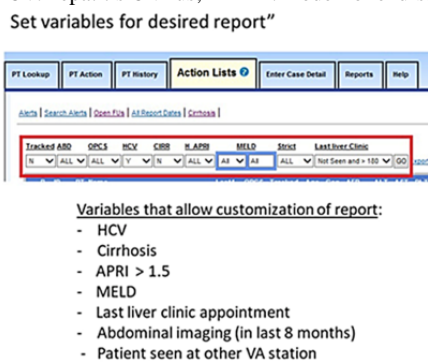 Set variables for desired report”
PT Lookup PT Action PT History Action Lists Enter Case Detail Reports Help
Alerts | Search Alerts | Open FUs | All Report Dates | Cirrhosis |
Tracked ABD OPCS HCV CIRR H_APRI MELD Strict Last liver Clinic
N ALL ALL Y N ALL All All ALL Not Seen and > 180 GO
Variables that allow customization of report:
- HCV
- Cirrhosis
- APRI > 1.5
- MELD
- Last liver clinic appointment
- Abdominal imaging (in last 8 months)
- Patient seen at other VA station